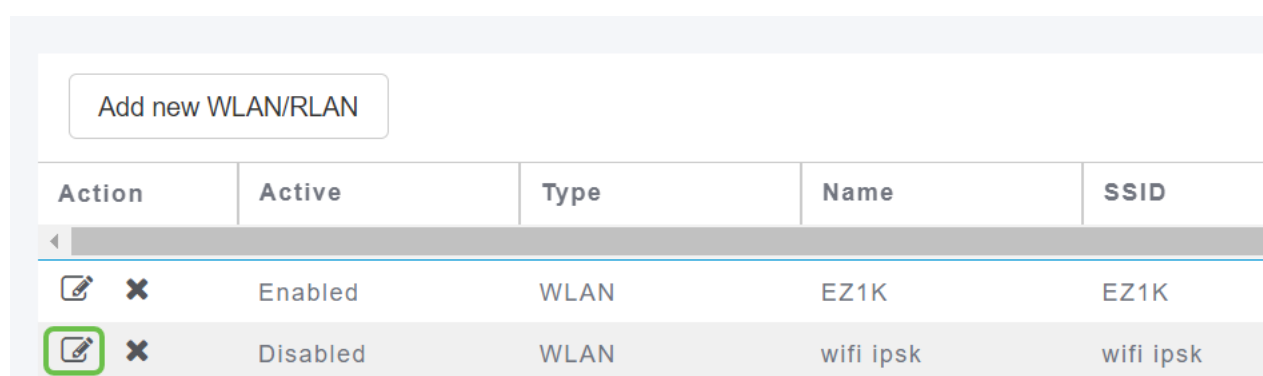 Add new WLAN/RLAN
Action Active Type Name SSID
Enabled WLAN EZ1K EZ1K
Disabled WLAN wifi ipsk wifi ipsk